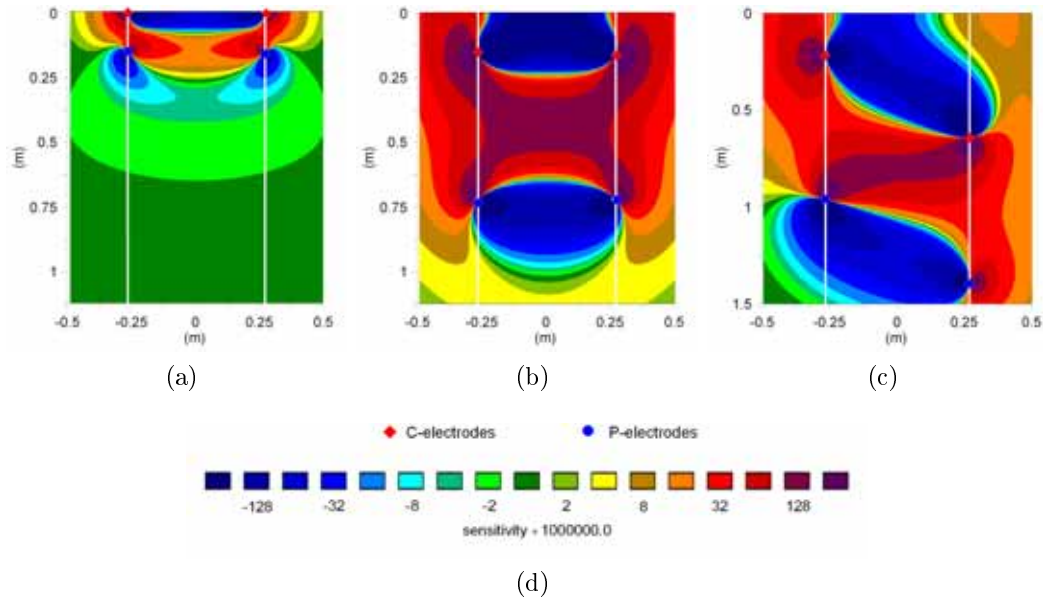 0
0.25
0.5
0.75
1
(m)
-0.5 -0.25 0 0.25 0.5
(m)
(a)
0
0.25
0.5
0.75
1
(m)
-0.5 -0.25 0 0.25 0.5
(m)
(b)
0
0.5
1
1.5
(m)
-0.5 -0.25 0 0.25 0.5
(m)
(c)
C-electrodes P-electrodes
-128 -32 -8 -2 2 8 32 128
sensitivity * 1000000.0
(d)